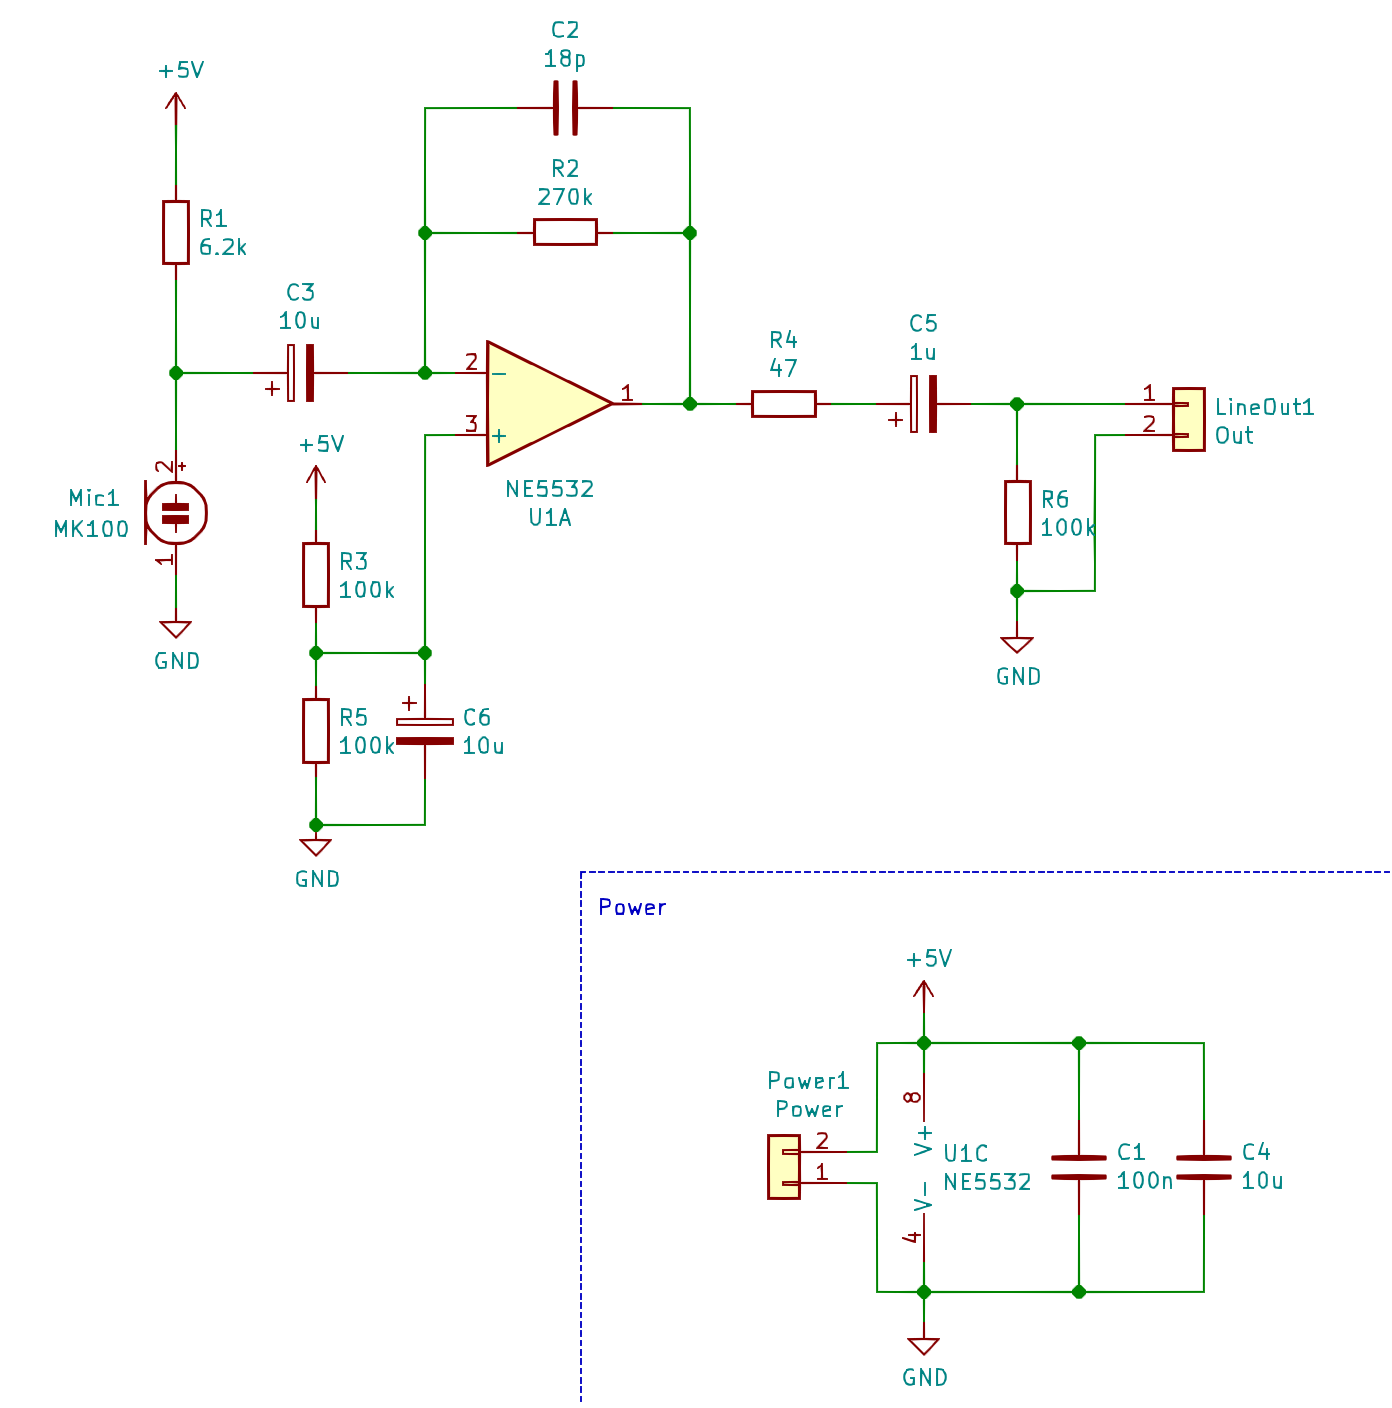 C2
18p
+5V
R2
270k
R1
6.2k
C3
10u
+
2
−
3
+
1
NE5532
U1A
R4
47
C5
1u
+
1
2
LineOut1
Out
+5V
2
+
Mic1
MK100
1
GND
R3
100k
R6
100k
GND
R5
100k
+
C6
10u
GND
Power
+5V
Power1
Power
2
1
8
V+
V−
4
U1C
NE5532
C1
100n
C4
10u
GND